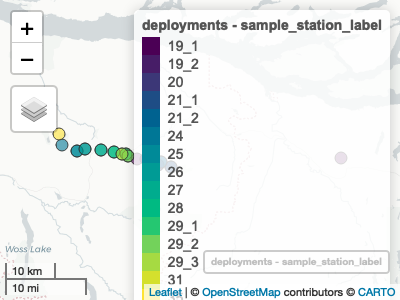 +
−
deployments - sample_station_label
19_1
19_2
20
21_1
21_2
24
25
26
27
28
29_1
29_2
29_3
31
Woss Lake
10 km
10 mi
deployments - sample_station_label
Leaflet | © OpenStreetMap contributors © CARTO